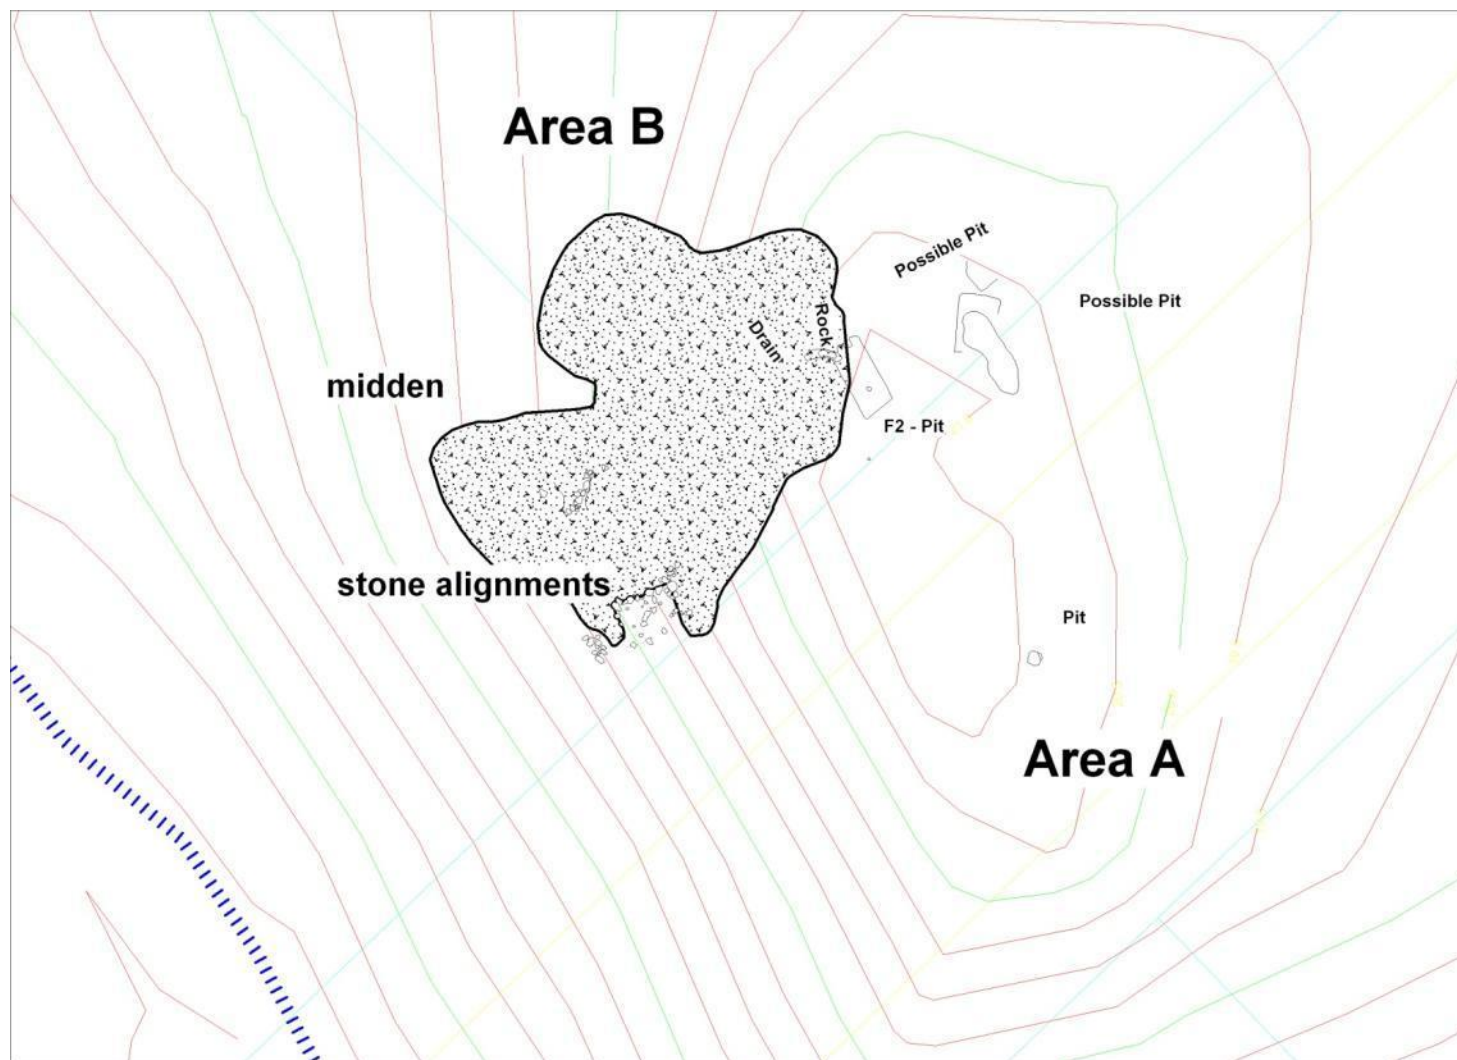 Area B
Possible Pit
Possible Pit
Rock
Drain
midden
F2 - Pit
stone alignments
Pit
Area A